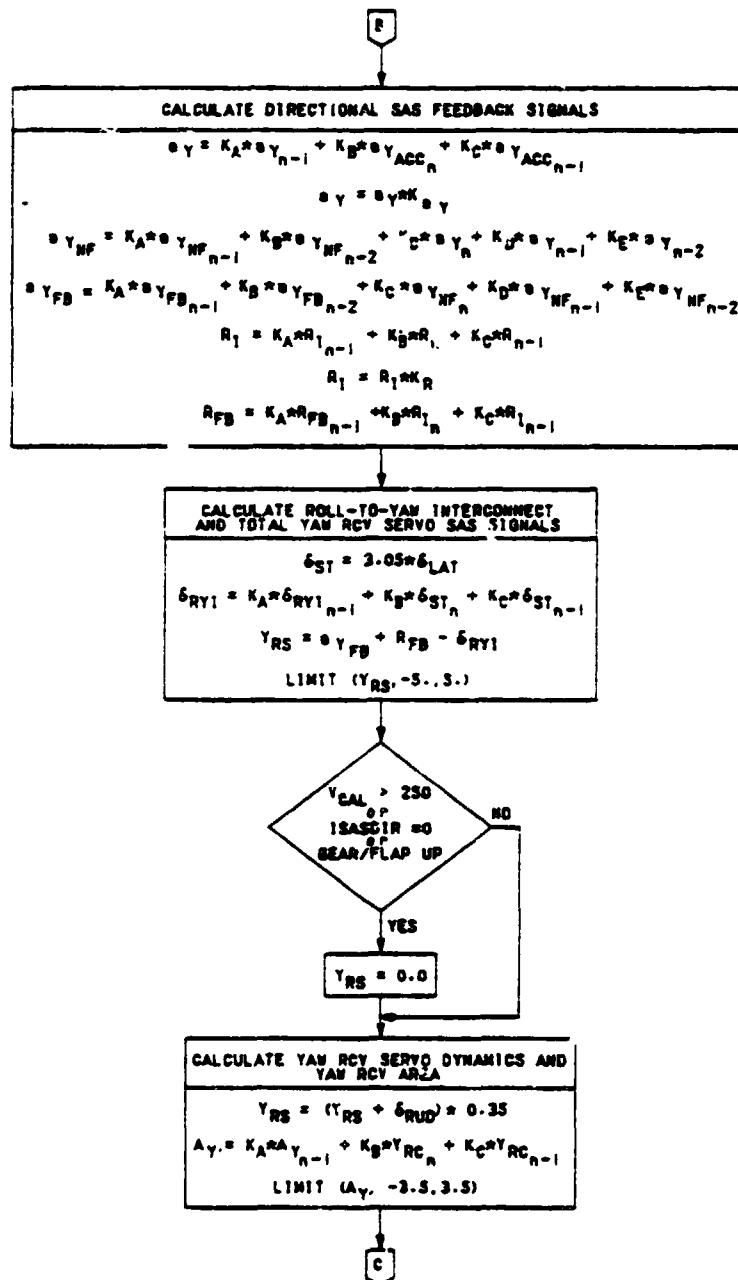 B
CALCULATE DIRECTIONAL SAS FEEDBACK SIGNALS
a_Y = K_A*a_Y_n-1 + K_B*a_Y_ACC_n + K_C*a_Y_ACC_n-1
a_Y = a_Y*K_a_Y
a_Y_NF = K_A*a_Y_NF_n-1 + K_B*a_Y_NF_n-2 + C*a_Y_n + K_D*a_Y_n-1 + K_E*a_Y_n-2
a_Y_FB = K_A*a_Y_FB_n-1 + K_B*a_Y_FB_n-2 + K_C*a_Y_NF_n + K_D*a_Y_NF_n-1 + K_E*a_Y_NF_n-2
R_I = K_A*R_I_n-1 + K_B*R + K_C*R_n-1
R_I = R_I*K_R
R_FB = K_A*R_FB_n-1 + K_B*R_I_n + K_C*R_I_n-1
CALCULATE ROLL-TO-YAW INTERCONNECT
AND TOTAL YAW RCV SERVO SAS SIGNALS
δ_ST = 3.05*δ_LAT
δ_RYI = K_A*δ_RYI_n-1 + K_B*δ_ST_n + K_C*δ_ST_n-1
Y_RS = a_Y_FB + R_FB - δ_RYI
LIMIT (Y_RS, -5.,5.)
V_CAL > 250
OR
ISASDIR =0
OR
GEAR/FLAP UP
NO
YES
Y_RS = 0.0
CALCULATE YAW RCV SERVO DYNAMICS AND
YAW RCV AREA
Y_RS = (Y_RS + δ_RUD)* 0.35
A_Y = K_A*A_Y_n-1 + K_B*Y_RC_n + K_C*Y_RC_n-1
LIMIT (A_Y, -3.5,3.5)
C